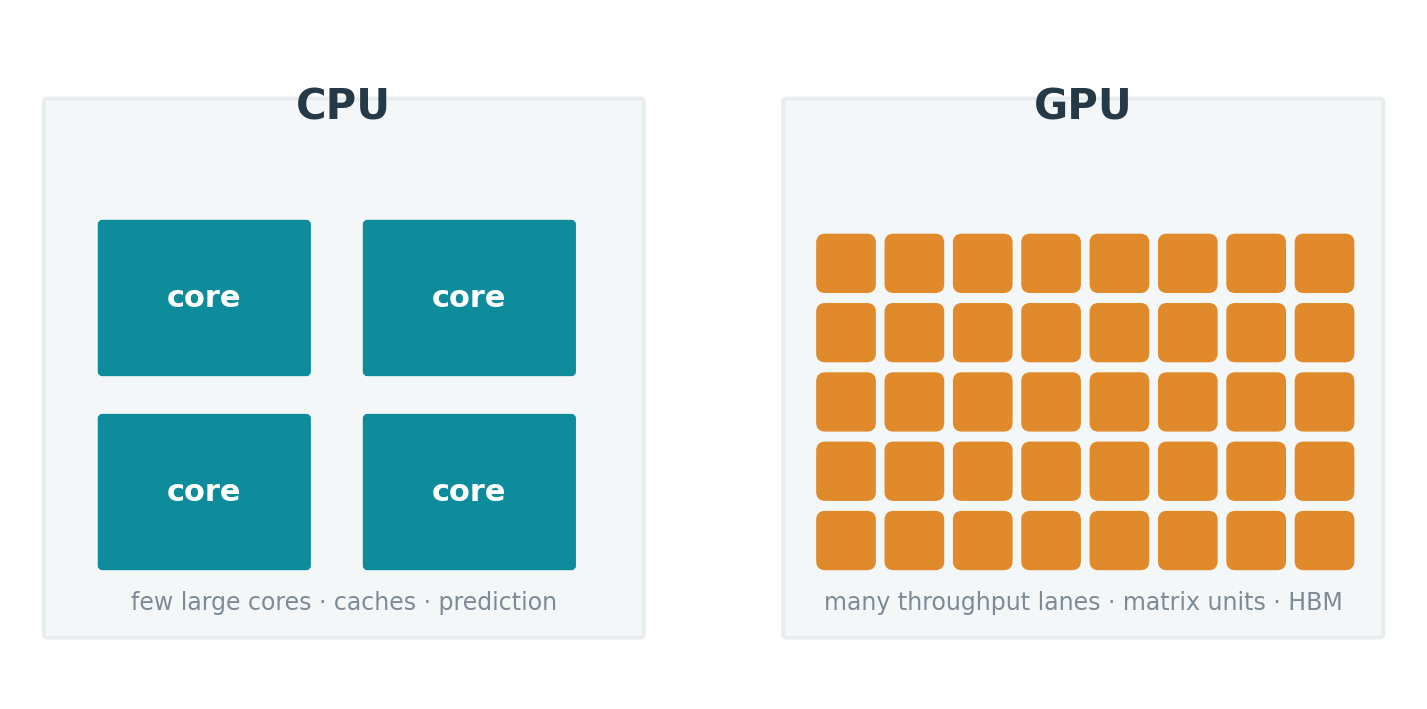 CPU
GPU
core core
core core
few large cores · caches · prediction
many throughput lanes · matrix units · HBM